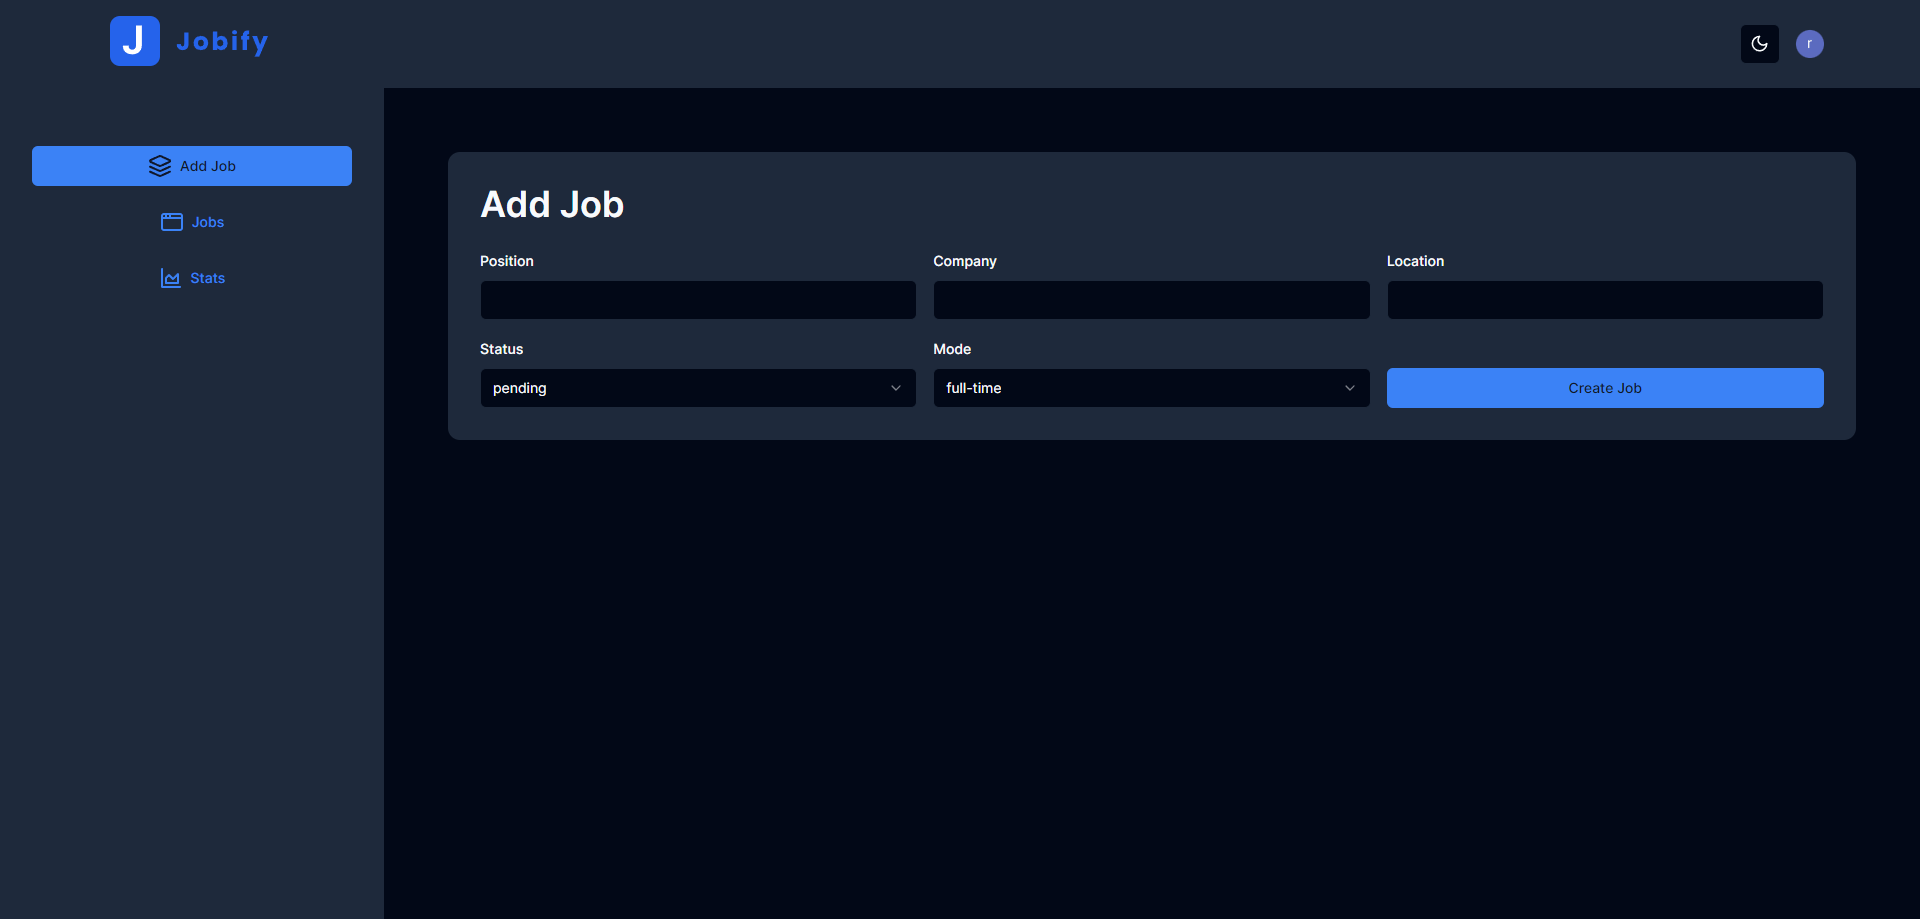 J Jobify
r
Add Job
Jobs
Stats
Add Job
Position Company Location
Status Mode
pending full-time Create Job